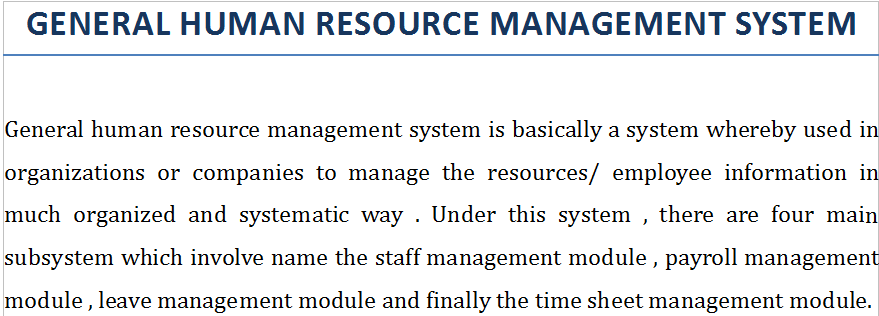 GENERAL HUMAN RESOURCE MANAGEMENT SYSTEM
General human resource management system is basically a system whereby used in
organizations or companies to manage the resources/ employee information in
much organized and systematic way . Under this system , there are four main
subsystem which involve name the staff management module , payroll management
module , leave management module and finally the time sheet management module.